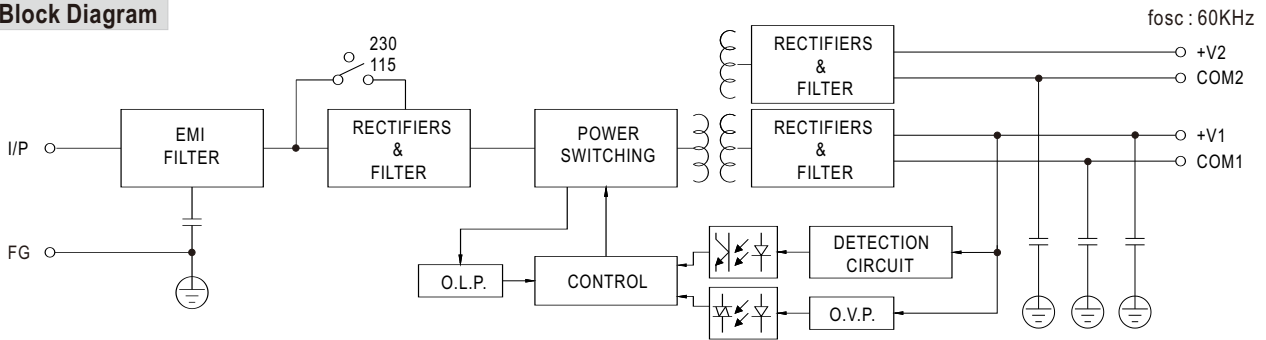 Block Diagram
fosc : 60KHz
230
115
I/P
EMI
FILTER
RECTIFIERS
&
FILTER
POWER
SWITCHING
RECTIFIERS
&
FILTER
+V2
COM2
RECTIFIERS
&
FILTER
+V1
COM1
FG
O.L.P.
CONTROL
DETECTION
CIRCUIT
O.V.P.